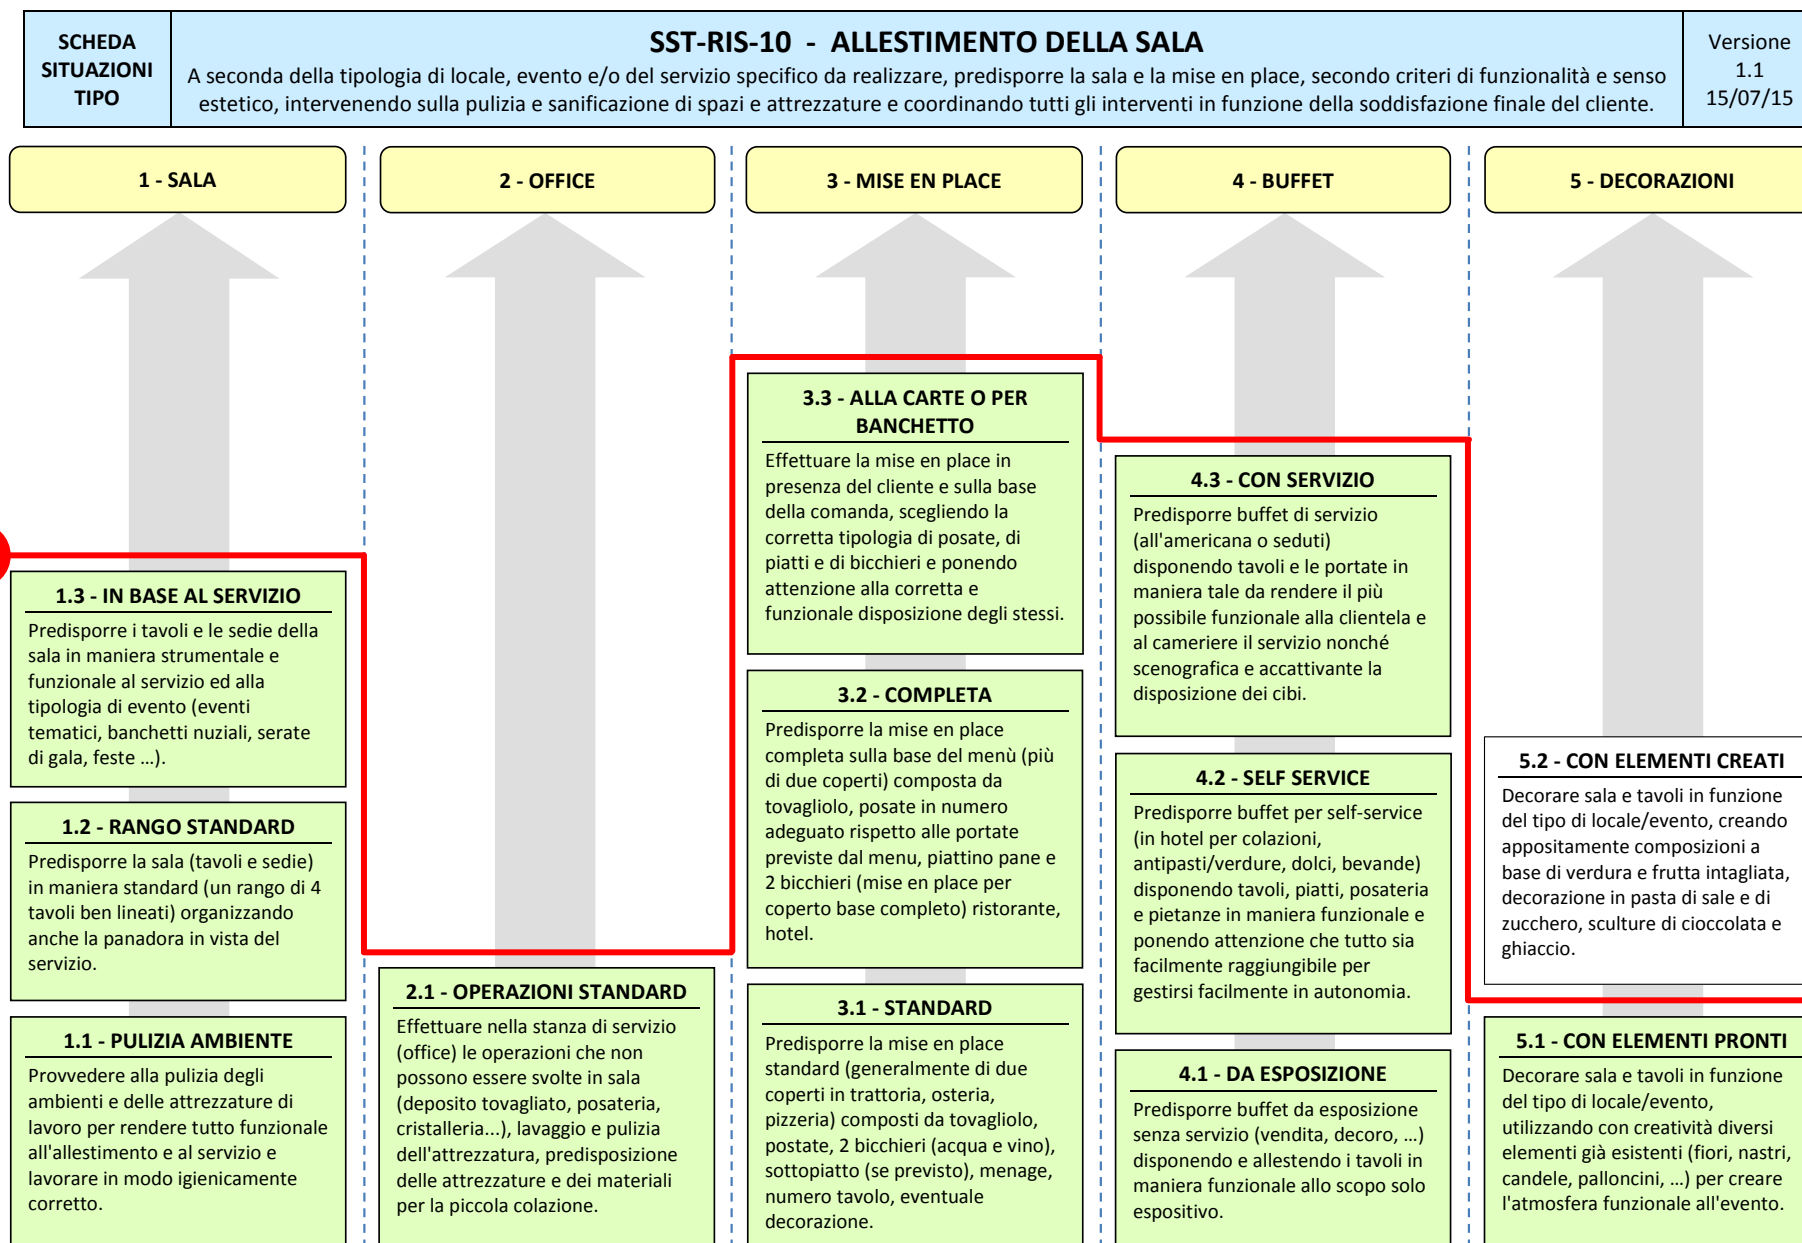 SCHEDA
SITUAZIONI
TIPO
SST-RIS-10 - ALLESTIMENTO DELLA SALA
A seconda della tipologia di locale, evento e/o del servizio specifico da realizzare, predisporre la sala e la mise en place, secondo criteri di funzionalità e senso
estetico, intervenendo sulla pulizia e sanificazione di spazi e attrezzature e coordinando tutti gli interventi in funzione della soddisfazione finale del cliente.
Versione
1.1
15/07/15
1 - SALA
1.3 - IN BASE AL SERVIZIO
Predisporre i tavoli e le sedie della
sala in maniera strumentale e
funzionale al servizio ed alla
tipologia di evento (eventi
tematici, banchetti nuziali, serate
di gala, feste …).
1.2 - RANGO STANDARD
Predisporre la sala (tavoli e sedie)
in maniera standard (un rango di 4
tavoli ben lineati) organizzando
anche la panadora in vista del
servizio.
1.1 - PULIZIA AMBIENTE
Provvedere alla pulizia degli
ambienti e delle attrezzature di
lavoro per rendere tutto funzionale
all'allestimento e al servizio e
lavorare in modo igienicamente
corretto.
2 - OFFICE
2.1 - OPERAZIONI STANDARD
Effettuare nella stanza di servizio
(office) le operazioni che non
possono essere svolte in sala
(deposito tovagliato, posateria,
cristalleria...), lavaggio e pulizia
dell'attrezzatura, predisposizione
delle attrezzature e dei materiali
per la piccola colazione.
3 - MISE EN PLACE
3.3 - ALLA CARTE O PER
BANCHETTO
Effettuare la mise en place in
presenza del cliente e sulla base
della comanda, scegliendo la
corretta tipologia di posate, di
piatti e di bicchieri e ponendo
attenzione alla corretta e
funzionale disposizione degli stessi.
3.2 - COMPLETA
Predisporre la mise en place
completa sulla base del menù (più
di due coperti) composta da
tovagliolo, posate in numero
adeguato rispetto alle portate
previste dal menu, piattino pane e
2 bicchieri (mise en place per
coperto base completo) ristorante,
hotel.
3.1 - STANDARD
Predisporre la mise en place
standard (generalmente di due
coperti in trattoria, osteria,
pizzeria) composti da tovagliolo,
postate, 2 bicchieri (acqua e vino),
sottopiatto (se previsto), menage,
numero tavolo, eventuale
decorazione.
4 - BUFFET
4.3 - CON SERVIZIO
Predisporre buffet di servizio
(all'americana o seduti)
disponendo tavoli e le portate in
maniera tale da rendere il più
possibile funzionale alla clientela e
al cameriere il servizio nonché
scenografica e accattivante la
disposizione dei cibi.
4.2 - SELF SERVICE
Predisporre buffet per self-service
(in hotel per colazioni,
antipasti/verdure, dolci, bevande)
disponendo tavoli, piatti, posateria
e pietanze in maniera funzionale e
ponendo attenzione che tutto sia
facilmente raggiungibile per
gestirsi facilmente in autonomia.
4.1 - DA ESPOSIZIONE
Predisporre buffet da esposizione
senza servizio (vendita, decoro, …)
disponendo e allestendo i tavoli in
maniera funzionale allo scopo solo
espositivo.
5 - DECORAZIONI
5.2 - CON ELEMENTI CREATI
Decorare sala e tavoli in funzione
del tipo di locale/evento, creando
appositamente composizioni a
base di verdura e frutta intagliata,
decorazione in pasta di sale e di
zucchero, sculture di cioccolata e
ghiaccio.
5.1 - CON ELEMENTI PRONTI
Decorare sala e tavoli in funzione
del tipo di locale/evento,
utilizzando con creatività diversi
elementi già esistenti (fiori, nastri,
candele, palloncini, …) per creare
l'atmosfera funzionale all'evento.